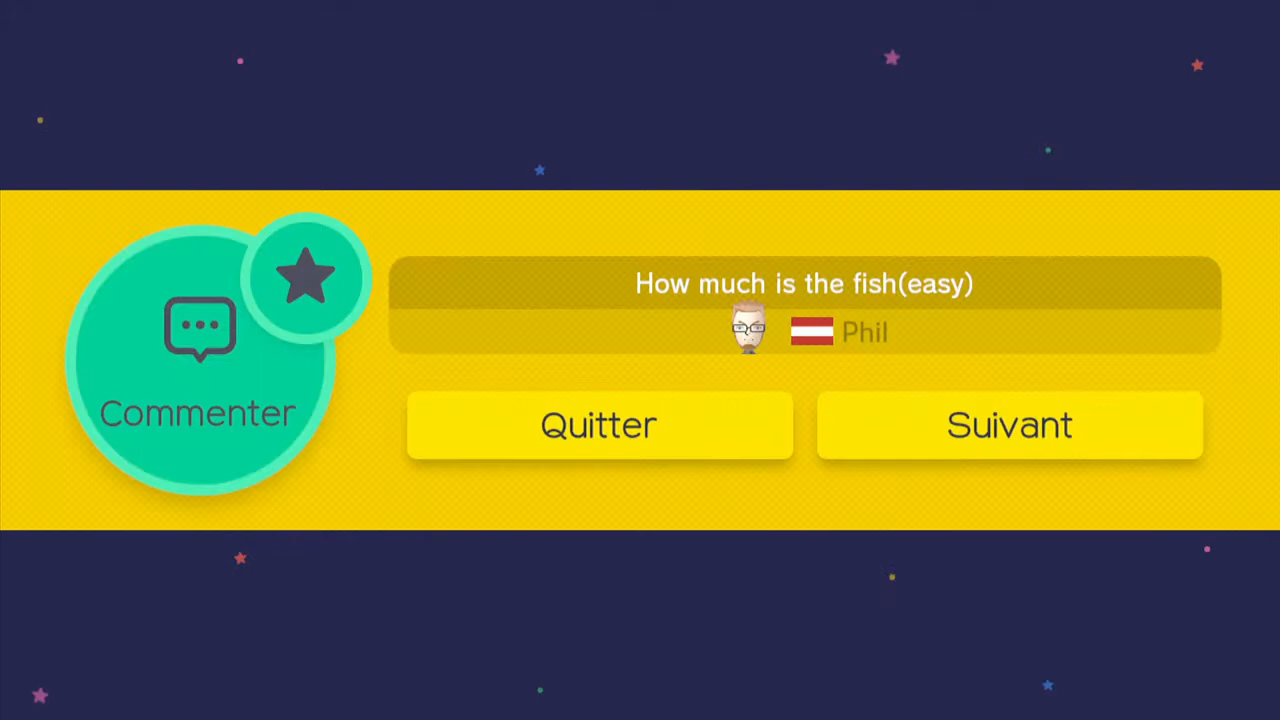 How much is the fish(easy)
Phil
Commenter
Quitter
Suivant